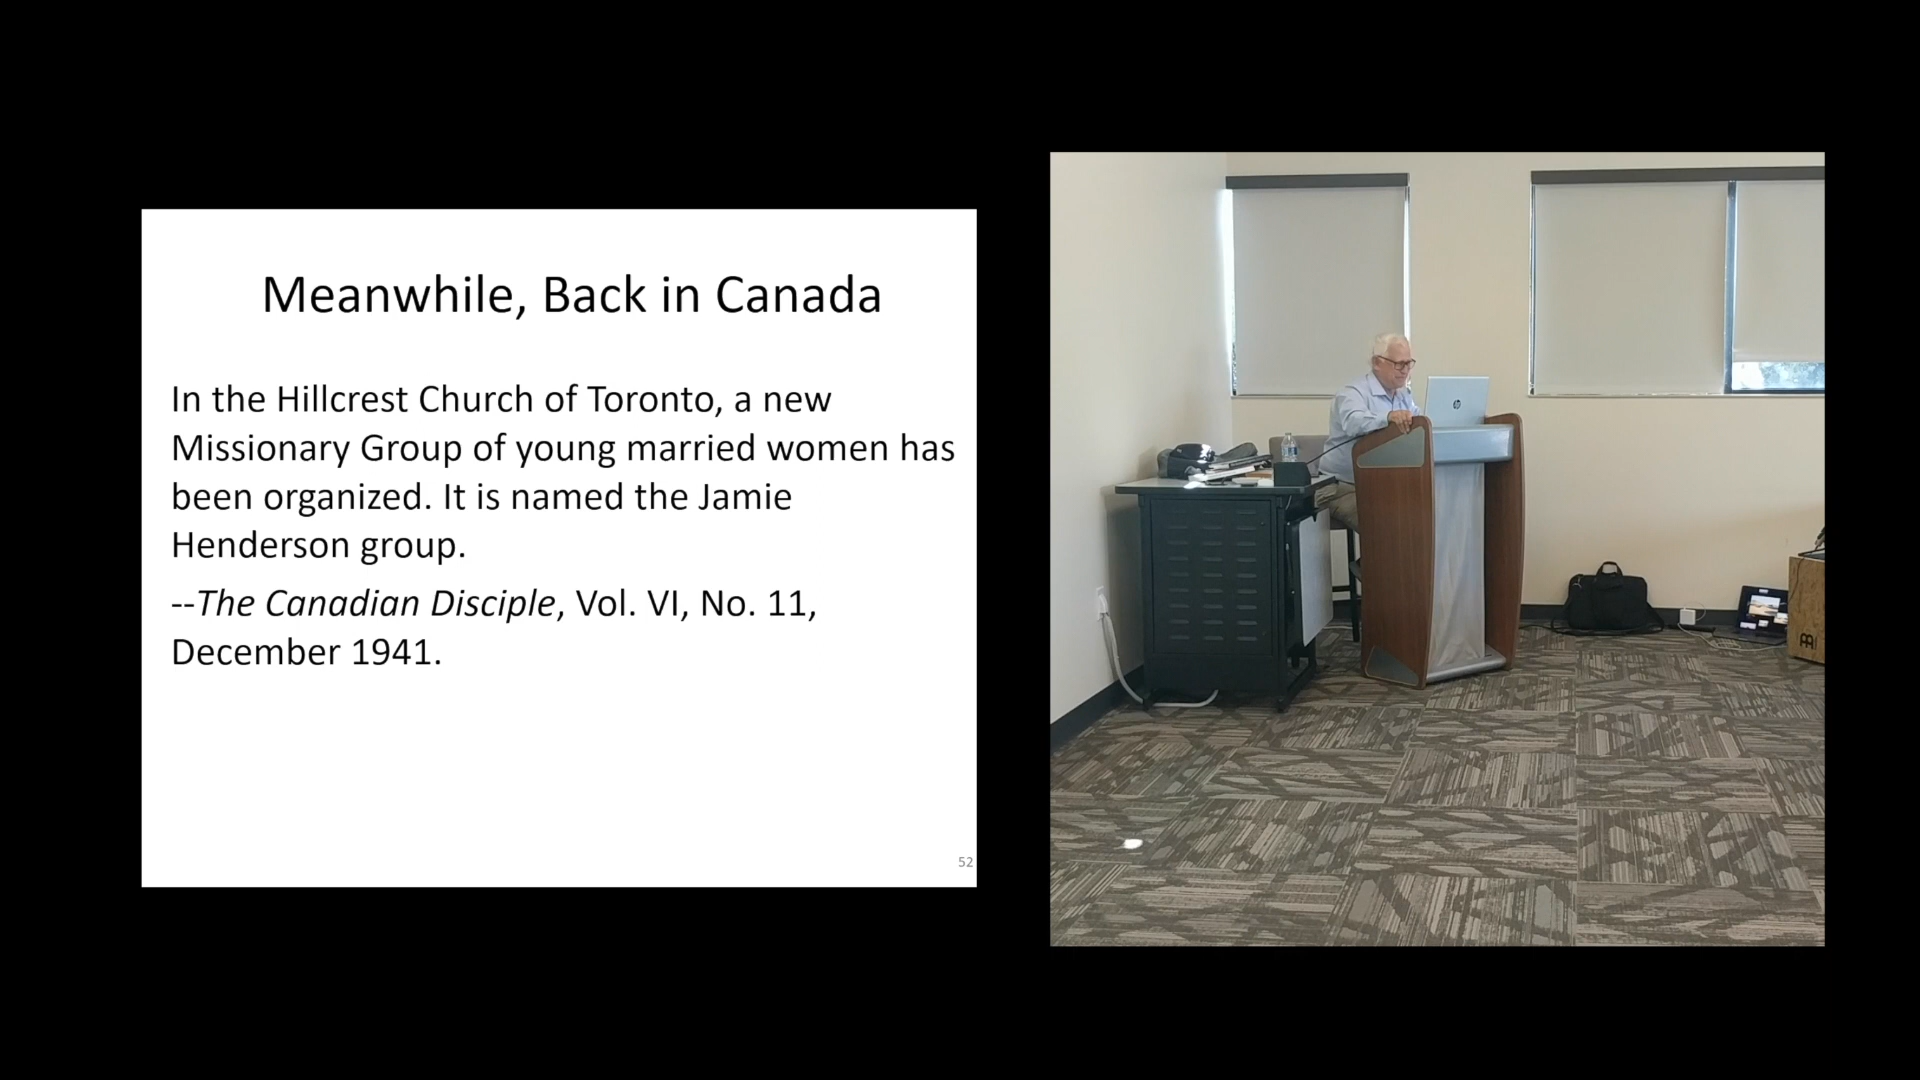 Meanwhile, Back in Canada
In the Hillcrest Church of Toronto, a new
Missionary Group of young married women has
been organized. It is named the Jamie
Henderson group.
--The Canadian Disciple, Vol. VI, No. 11,
December 1941.
52
hp